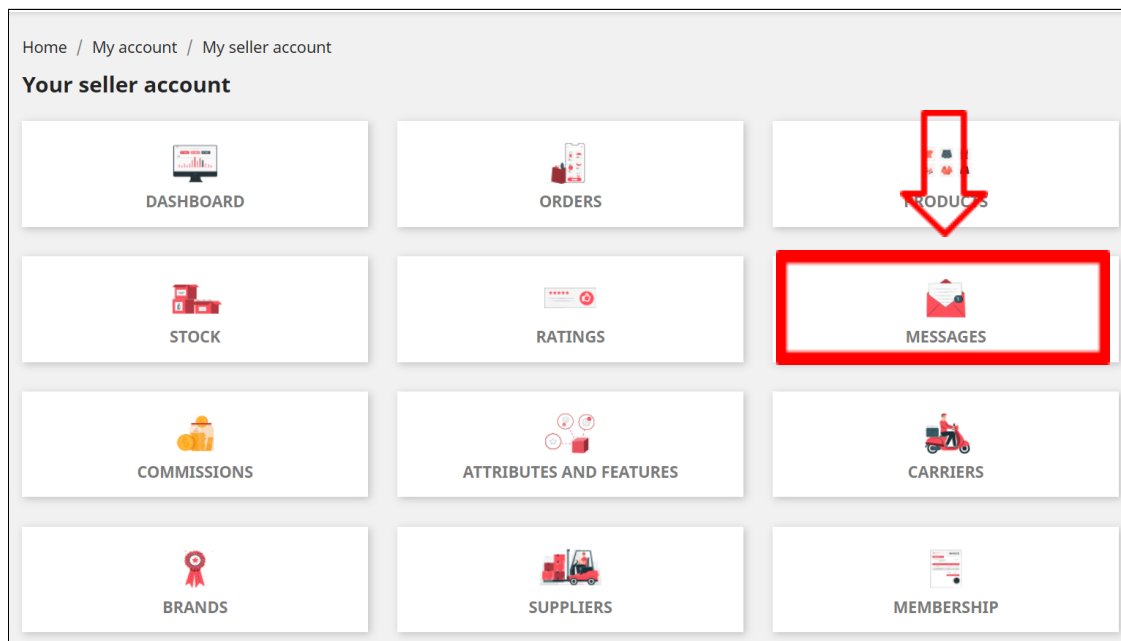 Home / My account / My seller account
Your seller account
DASHBOARD
ORDERS
PRODUCTS
STOCK
RATINGS
MESSAGES
COMMISSIONS
ATTRIBUTES AND FEATURES
CARRIERS
BRANDS
SUPPLIERS
MEMBERSHIP